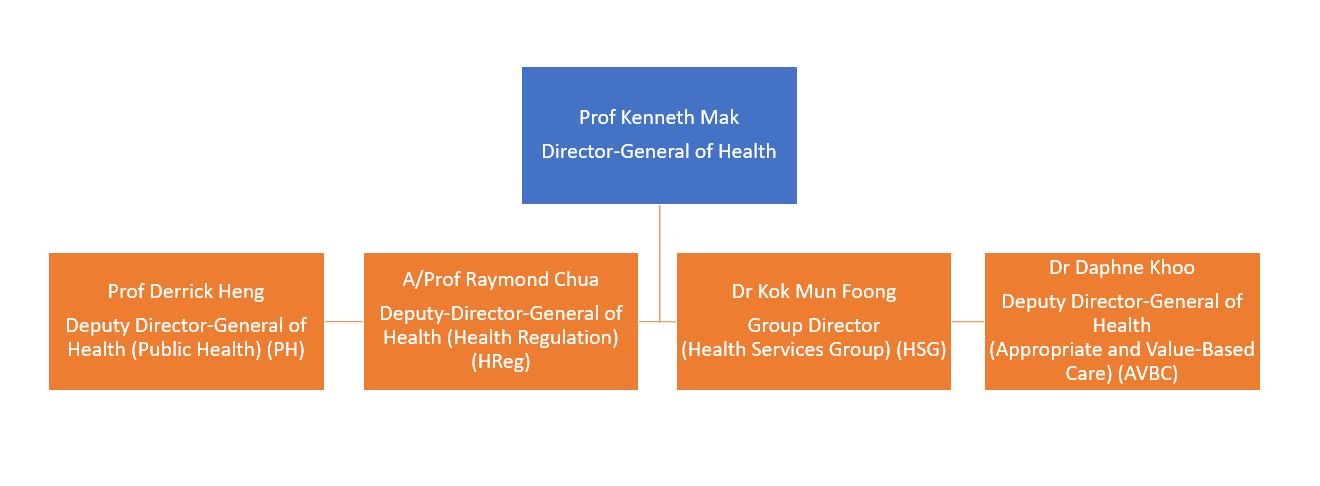 Prof Kenneth Mak
Director-General of Health
Prof Derrick Heng
Deputy Director-General of
Health (Public Health) (PH)
A/Prof Raymond Chua
Deputy-Director-General of
Health (Health Regulation)
(HReg)
Dr Kok Mun Foong
Group Director
(Health Services Group) (HSG)
Dr Daphne Khoo
Deputy Director-General of
Health
(Appropriate and Value-Based
Care) (AVBC)